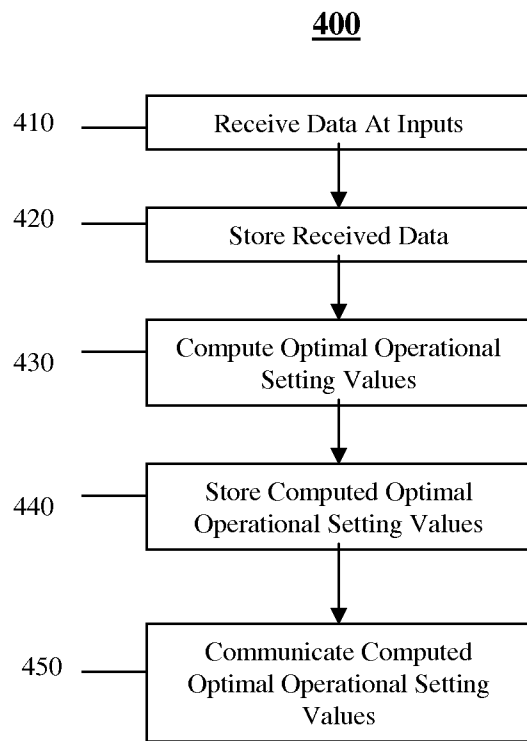 400
410
Receive Data At Inputs
420
Store Received Data
430
Compute Optimal Operational
Setting Values
440
Store Computed Optimal
Operational Setting Values
450
Communicate Computed
Optimal Operational Setting
Values